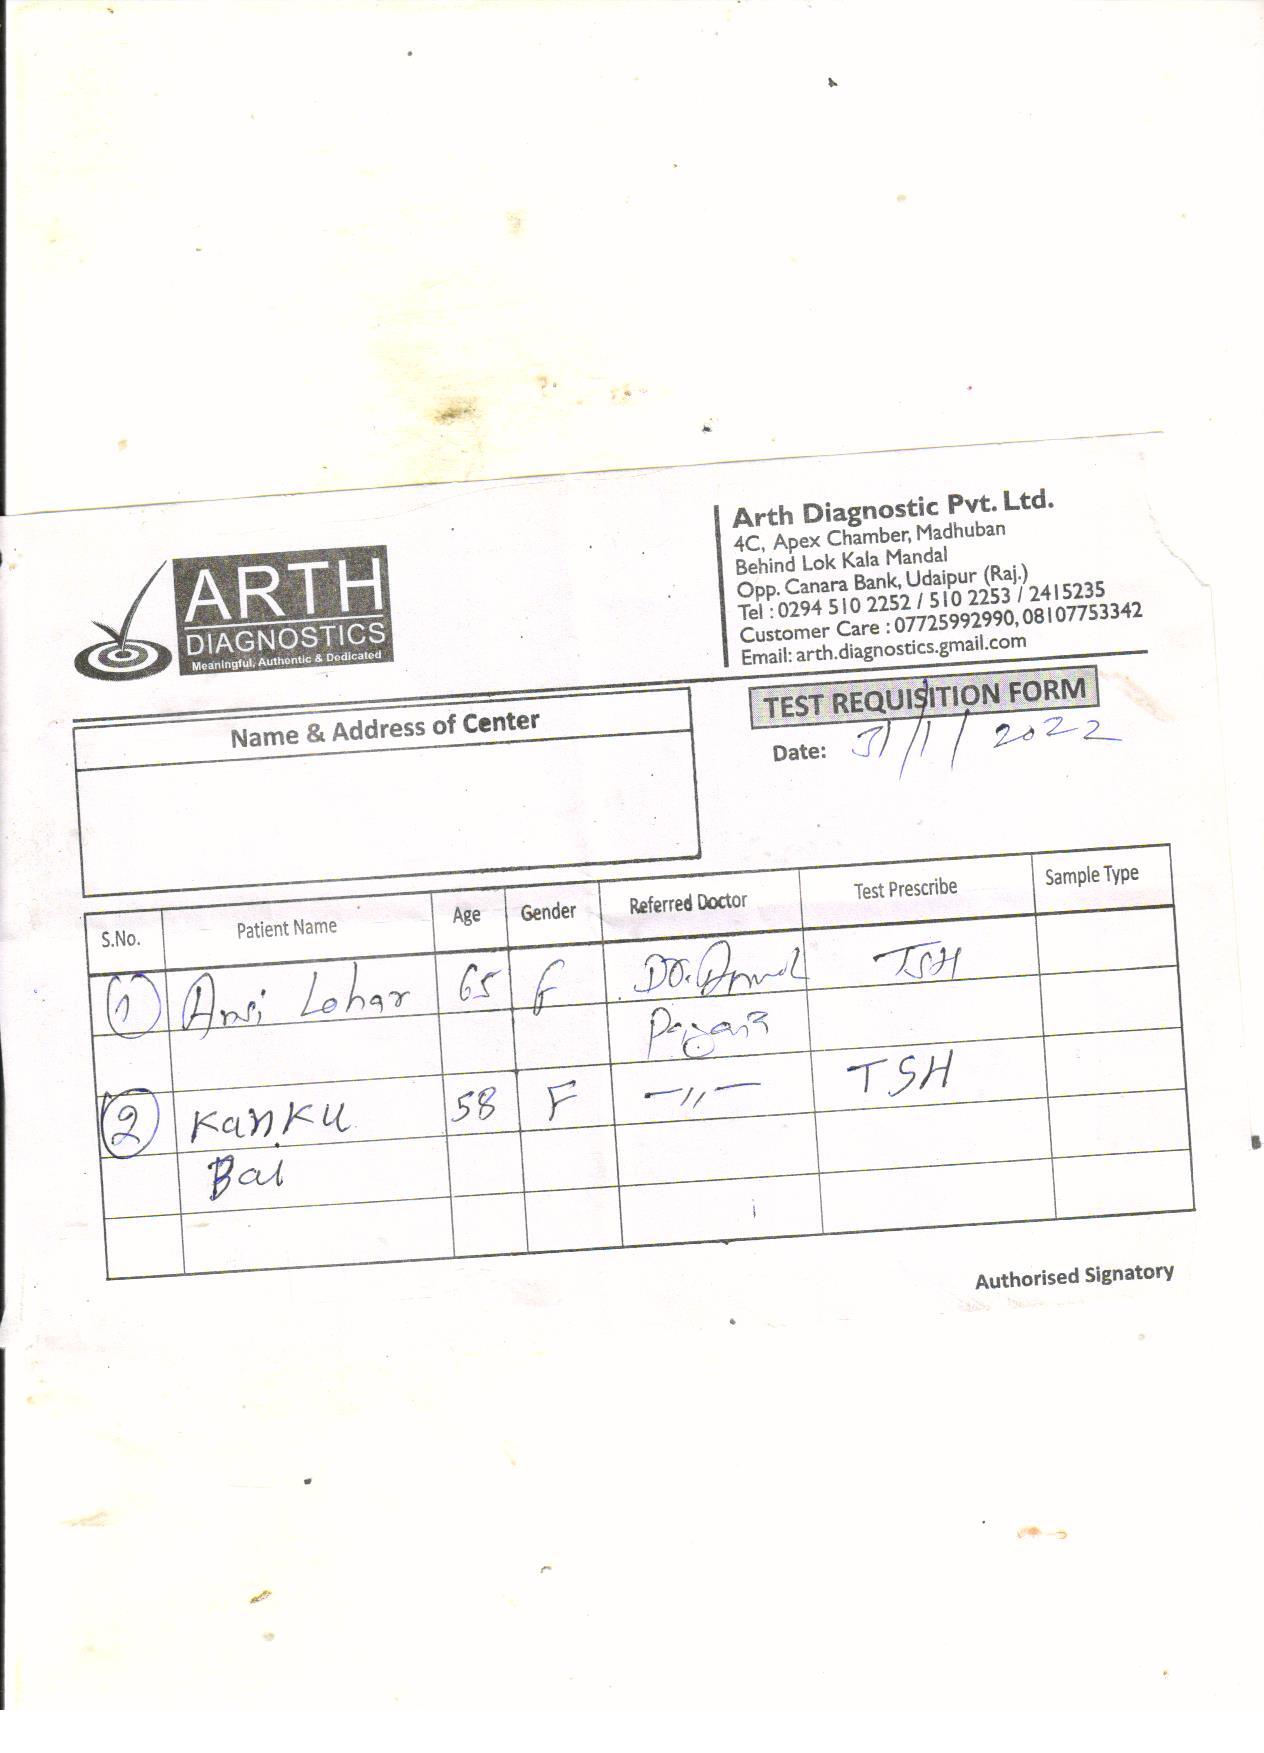 ARTH
DIAGNOSTICS
Meaningful, Authentic & Dedicated
Arth Diagnostic Pvt. Ltd.
4C, Apex Chamber, Madhuban
Behind Lok Kala Mandal
Opp. Canara Bank, Udaipur (Raj.)
Tel : 0294 510 2252 / 510 2253 / 2415235
Customer Care : 07725992990, 08107753342
Email: arth.diagnostics.gmail.com
TEST REQUISITION FORM
Date: 31/1/2022
Name & Address of Center
S.No. Patient Name Age Gender Referred Doctor Test Prescribe Sample Type
1 Lohar 65 F TSH
2 KANKU 58 F -//- TSH
Bai
Authorised Signatory